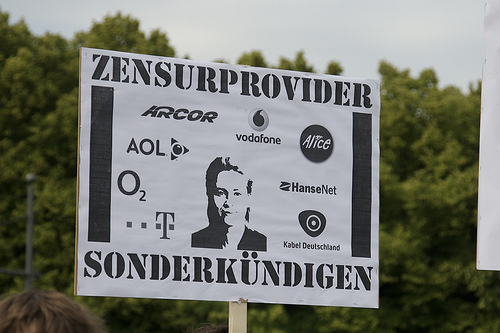 ZENSURPROVIDER
ARCOR
vodafone
Alice
AOL
O2
HanseNet
T
Kabel Deutschland
SONDERKÜNDIGEN